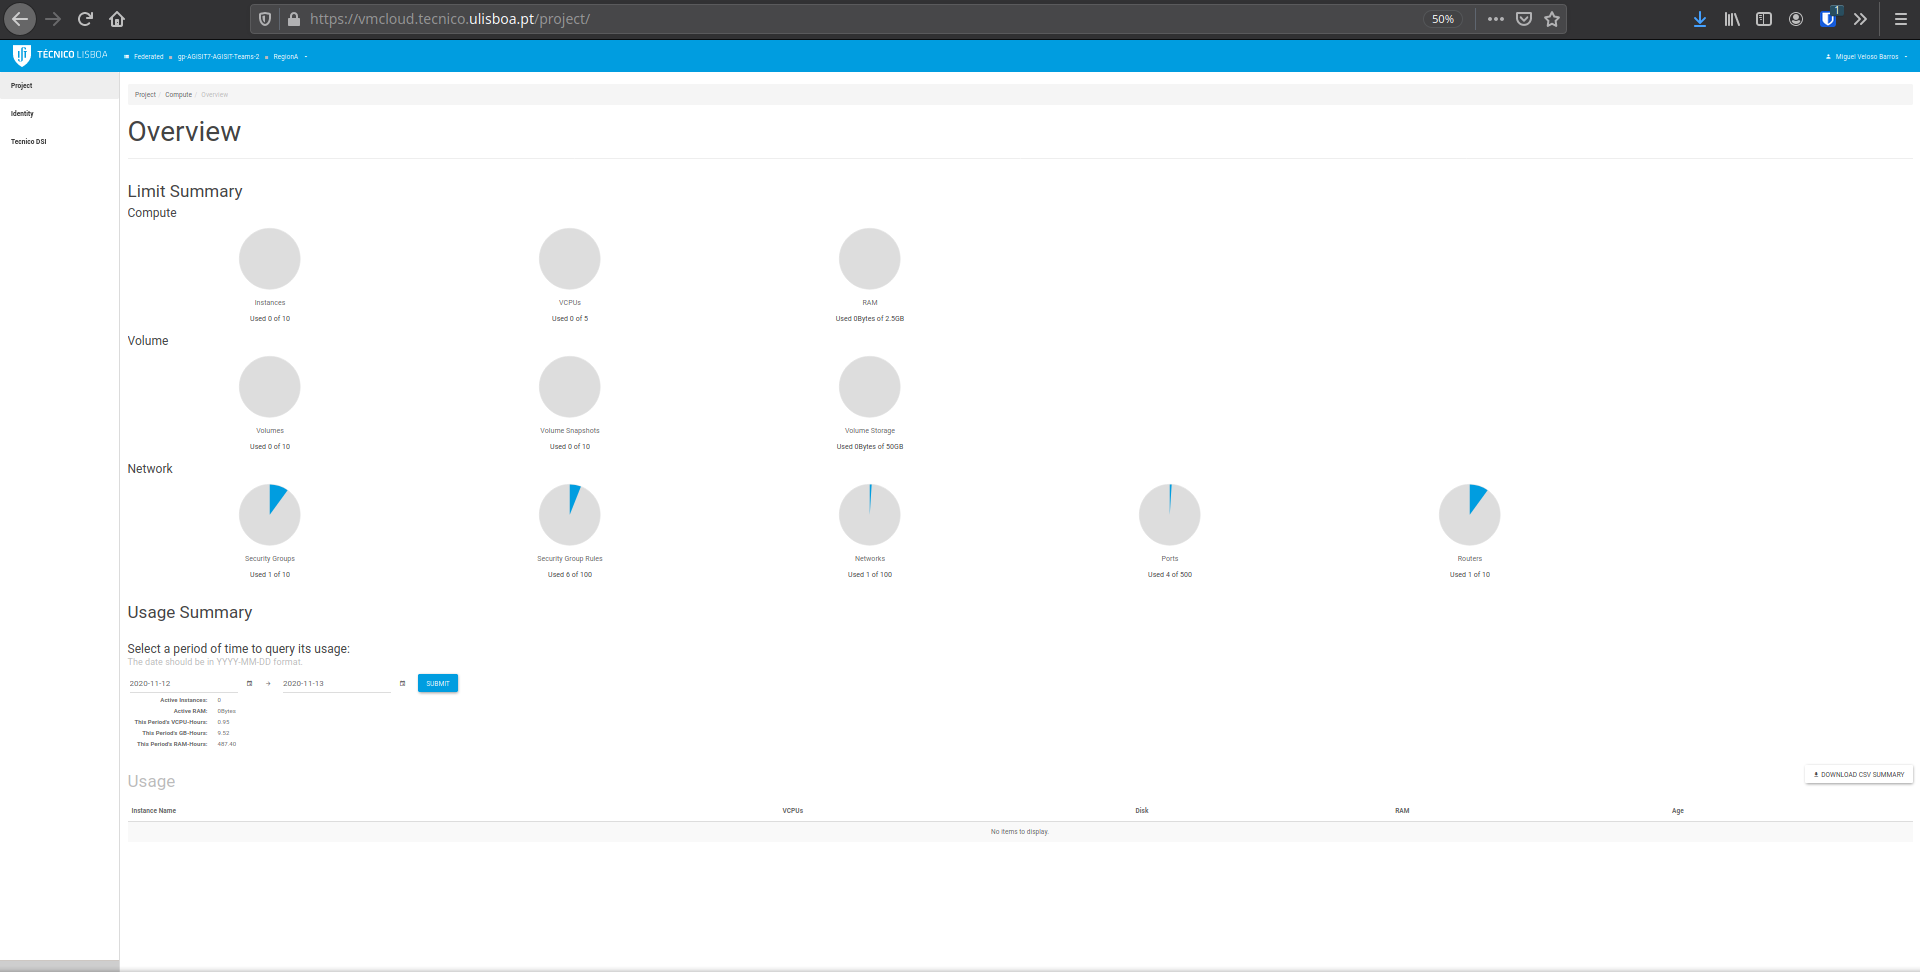 https://vmcloud.tecnico.ulisboa.pt/project/
50%
1
TÉCNICO LISBOA
Federated gp-AGISIT7-AGISIT-Teams-2 RegionA
Miguel Veloso Barros
Project
Identity
Tecnico DSI
Project / Compute / Overview
Overview
Limit Summary
Compute
Instances
Used 0 of 10
VCPUs
Used 0 of 5
RAM
Used 0Bytes of 2.5GB
Volume
Volumes
Used 0 of 10
Volume Snapshots
Used 0 of 10
Volume Storage
Used 0Bytes of 50GB
Network
Security Groups
Used 1 of 10
Security Group Rules
Used 6 of 100
Networks
Used 1 of 100
Ports
Used 4 of 500
Routers
Used 1 of 10
Usage Summary
Select a period of time to query its usage:
The date should be in YYYY-MM-DD format.
2020-11-12 → 2020-11-13 SUBMIT
Active Instances: 0
Active RAM: 0Bytes
This Period's VCPU-Hours: 0.95
This Period's GB-Hours: 9.52
This Period's RAM-Hours: 487.40
Usage
DOWNLOAD CSV SUMMARY
Instance Name VCPUs Disk RAM Age
No items to display.